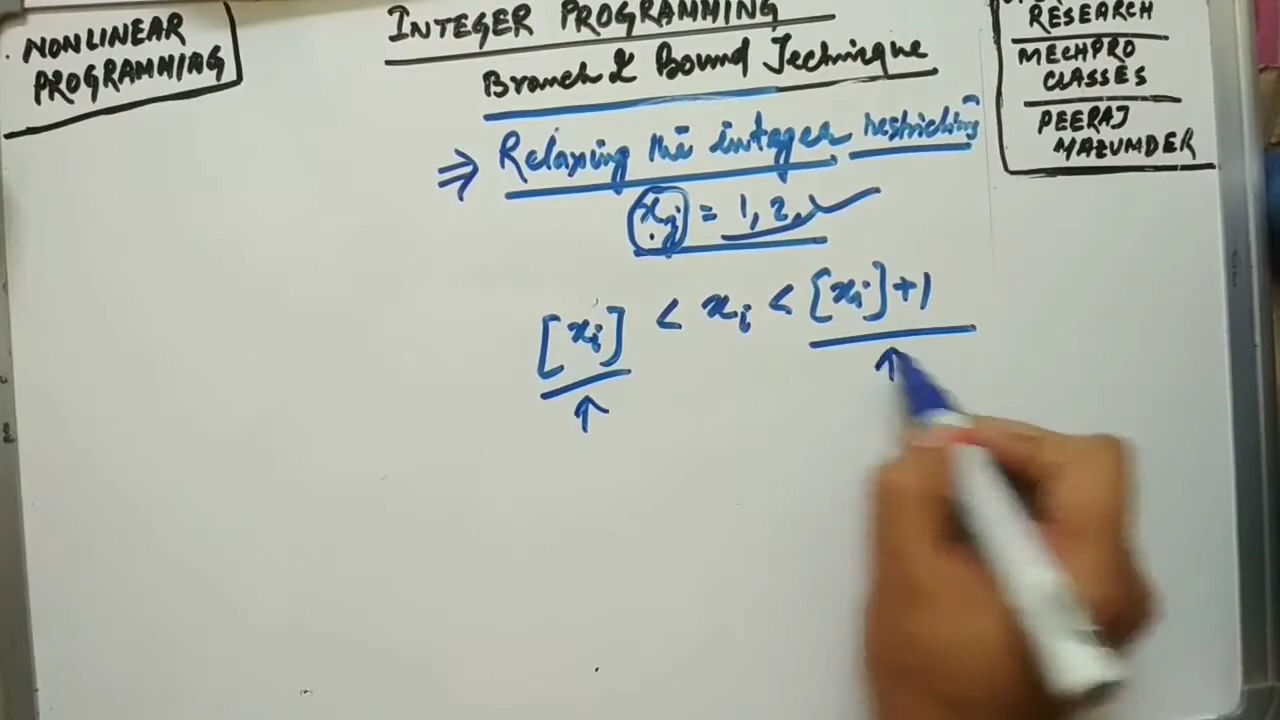 NONLINEAR
PROGRAMMING
INTEGER PROGRAMMING
Branch & Bound Technique
⇒ Relaxing the integer restriction
xj = 1, 2,
[xi] < xi < [xi]+1
↑ ↑
RESEARCH
MECHPRO
CLASSES
PEERAJ
MAZUMDER